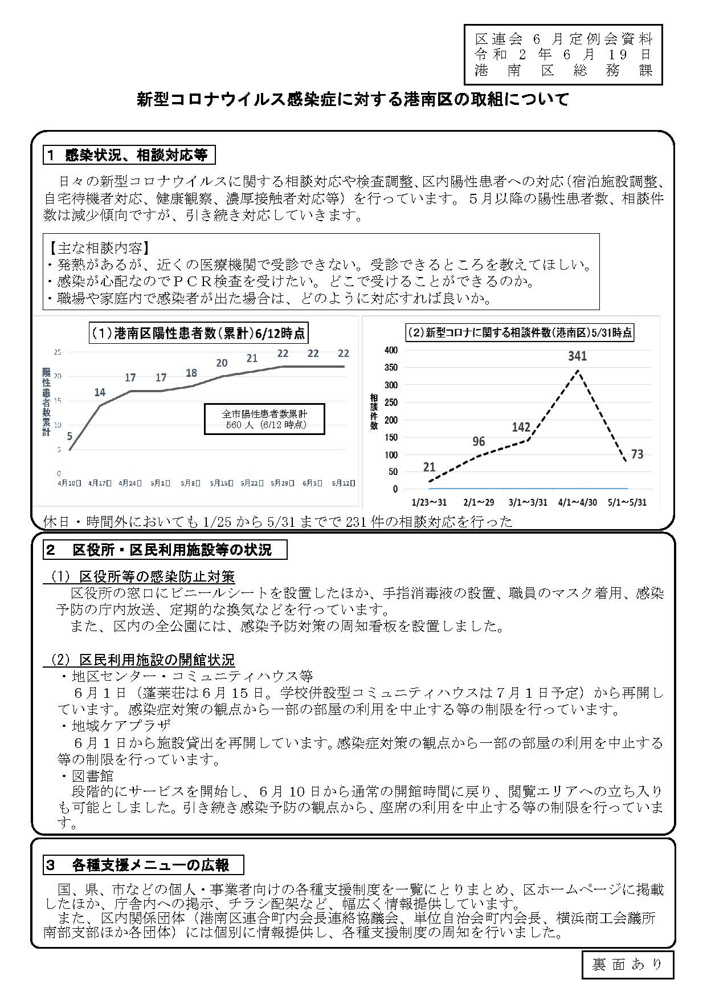 区連会 6 月定例会資料
令和 2 年 6 月 19 日
港南区総務課
新型コロナウイルス感染症に対する港南区の取組について
1 感染状況、相談対応等
日々の新型コロナウイルスに関する相談対応や検査調整、区内陽性患者への対応（宿泊施設調整、
自宅待機者対応、健康観察、濃厚接触者対応等）を行っています。５月以降の陽性患者数、相談件
数は減少傾向ですが、引き続き対応していきます。
【主な相談内容】
・発熱があるが、近くの医療機関で受診できない。受診できるところを教えてほしい。
・感染が心配なのでＰＣＲ検査を受けたい。どこで受けることができるのか。
・職場や家庭内で感染者が出た場合は、どのように対応すれば良いか。
（１）港南区陽性患者数（累計）6/12時点
陽性患者数累計
25
20
15
10
5
0
5
14
17
17
18
20
21
22
22
22
全市陽性患者数累計
560 人（6/12 時点）
4月10日 4月17日 4月24日 5月1日 5月8日 5月15日 5月22日 5月29日 6月5日 6月12日
（２）新型コロナに関する相談件数（港南区）5/31時点
相談件数
400
350
300
250
200
150
100
50
0
21
96
142
341
73
1/23～31 2/1～29 3/1～3/31 4/1～4/30 5/1～5/31
休日・時間外においても 1/25 から 5/31 までで 231 件の相談対応を行った
２ 区役所・区民利用施設等の状況
（1）区役所等の感染防止対策
区役所の窓口にビニールシートを設置したほか、手指消毒液の設置、職員のマスク着用、感染
予防の庁内放送、定期的な換気などを行っています。
また、区内の全公園には、感染予防対策の周知看板を設置しました。
（2）区民利用施設の開館状況
・地区センター・コミュニティハウス等
６月１日（蓬莱荘は６月 15 日。学校併設型コミュニティハウスは７月１日予定）から再開し
ています。感染症対策の観点から一部の部屋の利用を中止する等の制限を行っています。
・地域ケアプラザ
６月１日から施設貸出を再開しています。感染症対策の観点から一部の部屋の利用を中止する
等の制限を行っています。
・図書館
段階的にサービスを開始し、６月 10 日から通常の開館時間に戻り、閲覧エリアへの立ち入り
も可能としました。引き続き感染予防の観点から、座席の利用を中止する等の制限を行っていま
す。
３ 各種支援メニューの広報
国、県、市などの個人・事業者向けの各種支援制度を一覧にとりまとめ、区ホームページに掲載
したほか、庁舎内への掲示、チラシ配架など、幅広く情報提供しています。
また、区内関係団体（港南区連合町内会長連絡協議会、単位自治会町内会長、横浜商工会議所
南部支部ほか各団体）には個別に情報提供し、各種支援制度の周知を行いました。
裏面あり